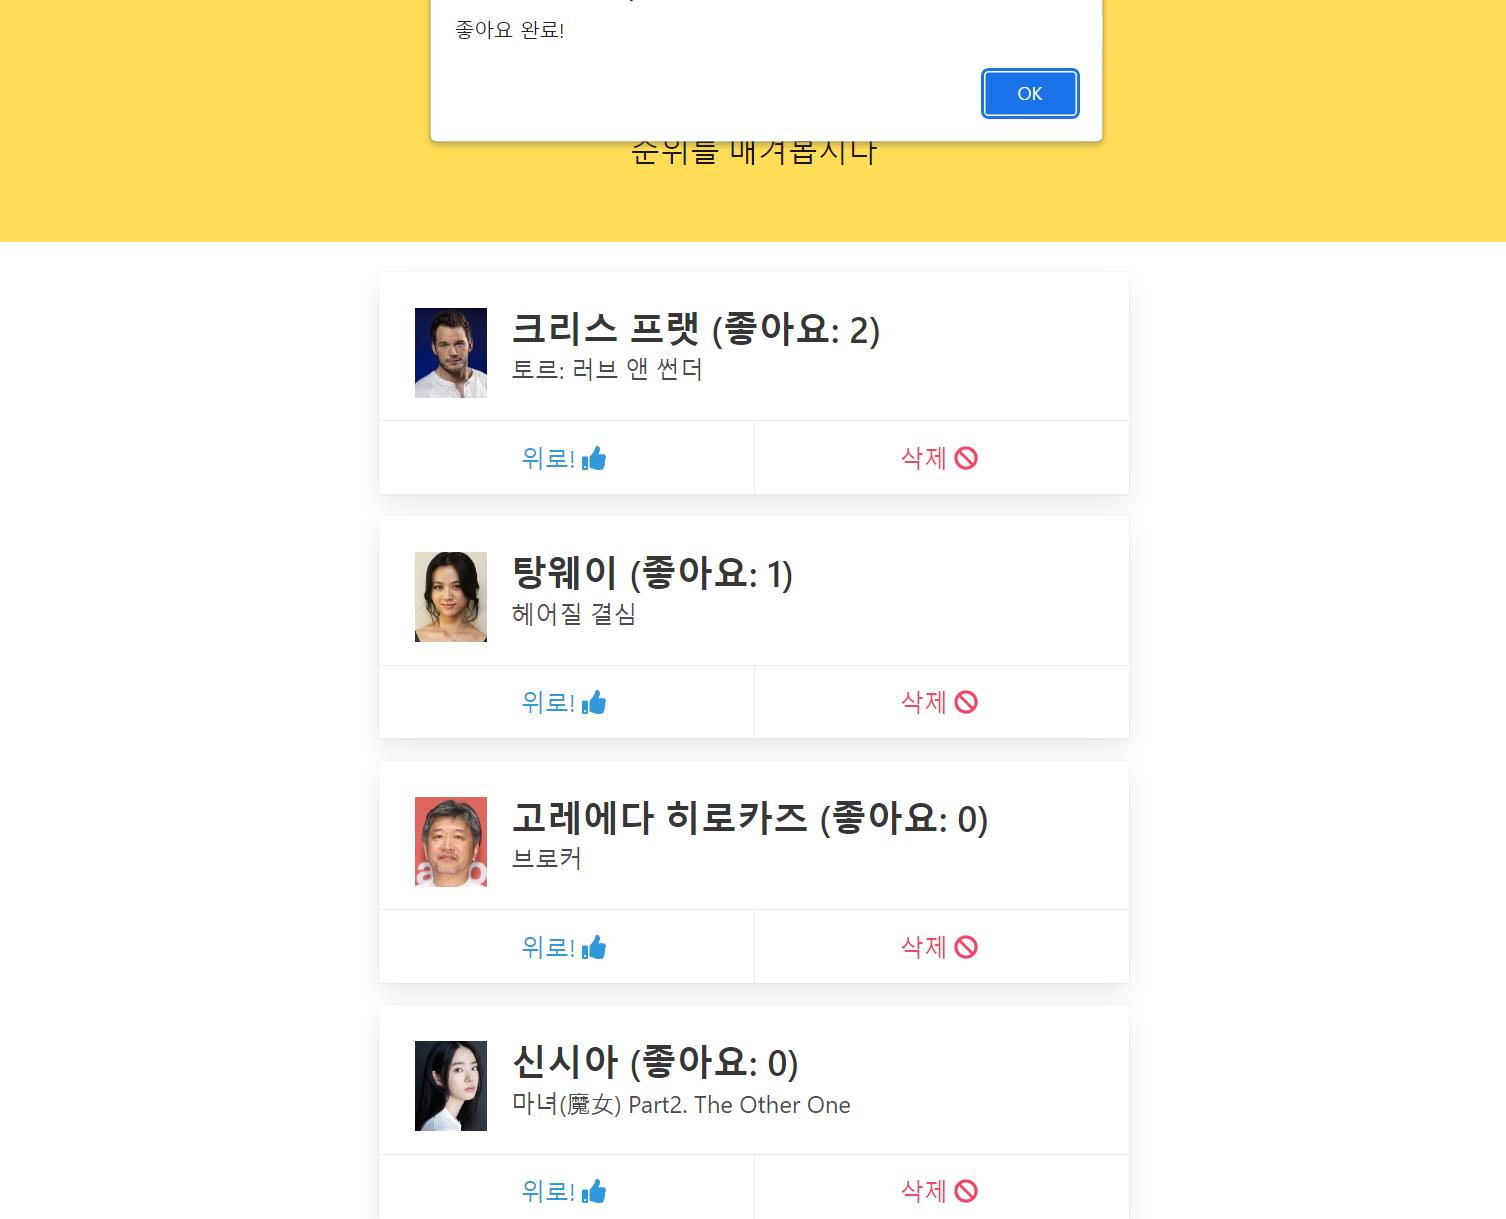 좋아요 완료!
OK
순위를 매겨봅시다
크리스 프랫 (좋아요: 2)
토르: 러브 앤 썬더
위로!
삭제
탕웨이 (좋아요: 1)
헤어질 결심
위로!
삭제
고레에다 히로카즈 (좋아요: 0)
브로커
위로!
삭제
신시아 (좋아요: 0)
마녀(魔女) Part2. The Other One
위로!
삭제